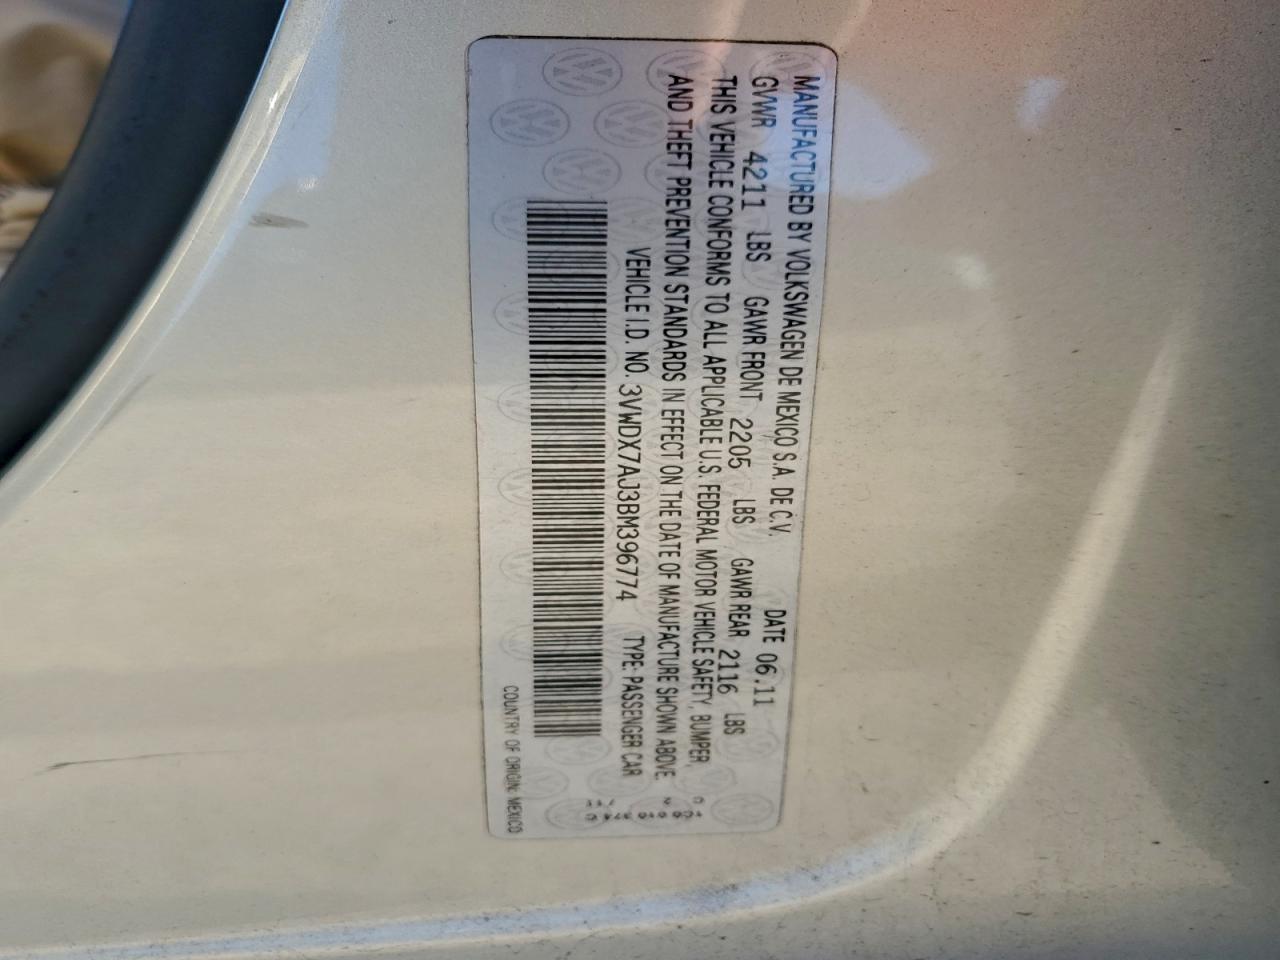 MANUFACTURED BY VOLKSWAGEN DE MEXICO S.A. DE C.V. DATE 06.11
GVWR 4211 LBS GAWR FRONT 2205 LBS GAWR REAR 2116 LBS
THIS VEHICLE CONFORMS TO ALL APPLICABLE U.S. FEDERAL MOTOR VEHICLE SAFETY, BUMPER,
AND THEFT PREVENTION STANDARDS IN EFFECT ON THE DATE OF MANUFACTURE SHOWN ABOVE.
VEHICLE I.D. NO. 3VWDX7AJ3BM396774 TYPE: PASSENGER CAR
COUNTRY OF ORIGIN: MEXICO